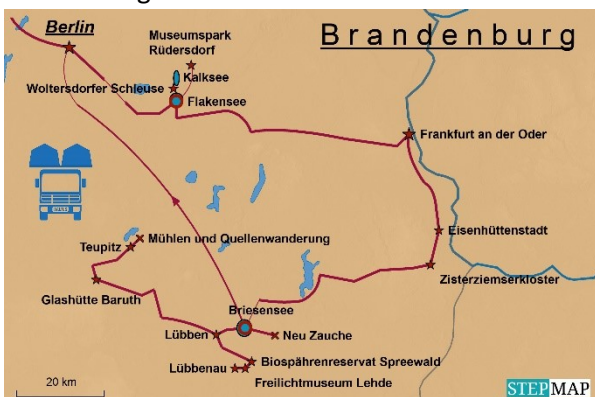 Berlin
Brandenburg
Museumspark
Rüdersdorf
Kalksee
Woltersdorfer Schleuse
Flakensee
Frankfurt an der Oder
Eisenhüttenstadt
Mühlen und Quellenwanderung
Teupitz
Zisterziemserkloster
Glashütte Baruth
Briesensee
Lübben
Neu Zauche
Biospährenreservat Spreewald
Lübbenau
Freilichtmuseum Lehde
20 km
STEPMAP